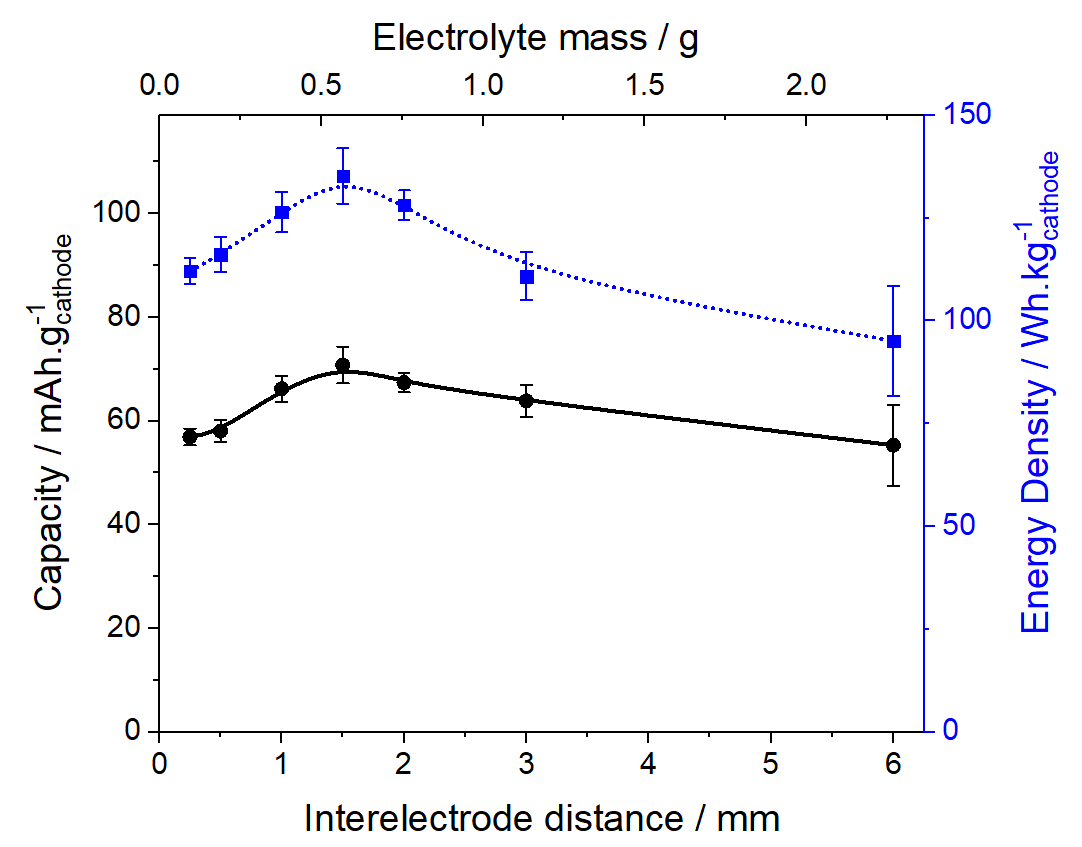 Electrolyte mass / g
0.0 0.5 1.0 1.5 2.0
Capacity / mAh.g-1cathode
100
80
60
40
20
0
150
100
50
0
Energy Density / Wh.kg-1cathode
0 1 2 3 4 5 6
Interelectrode distance / mm